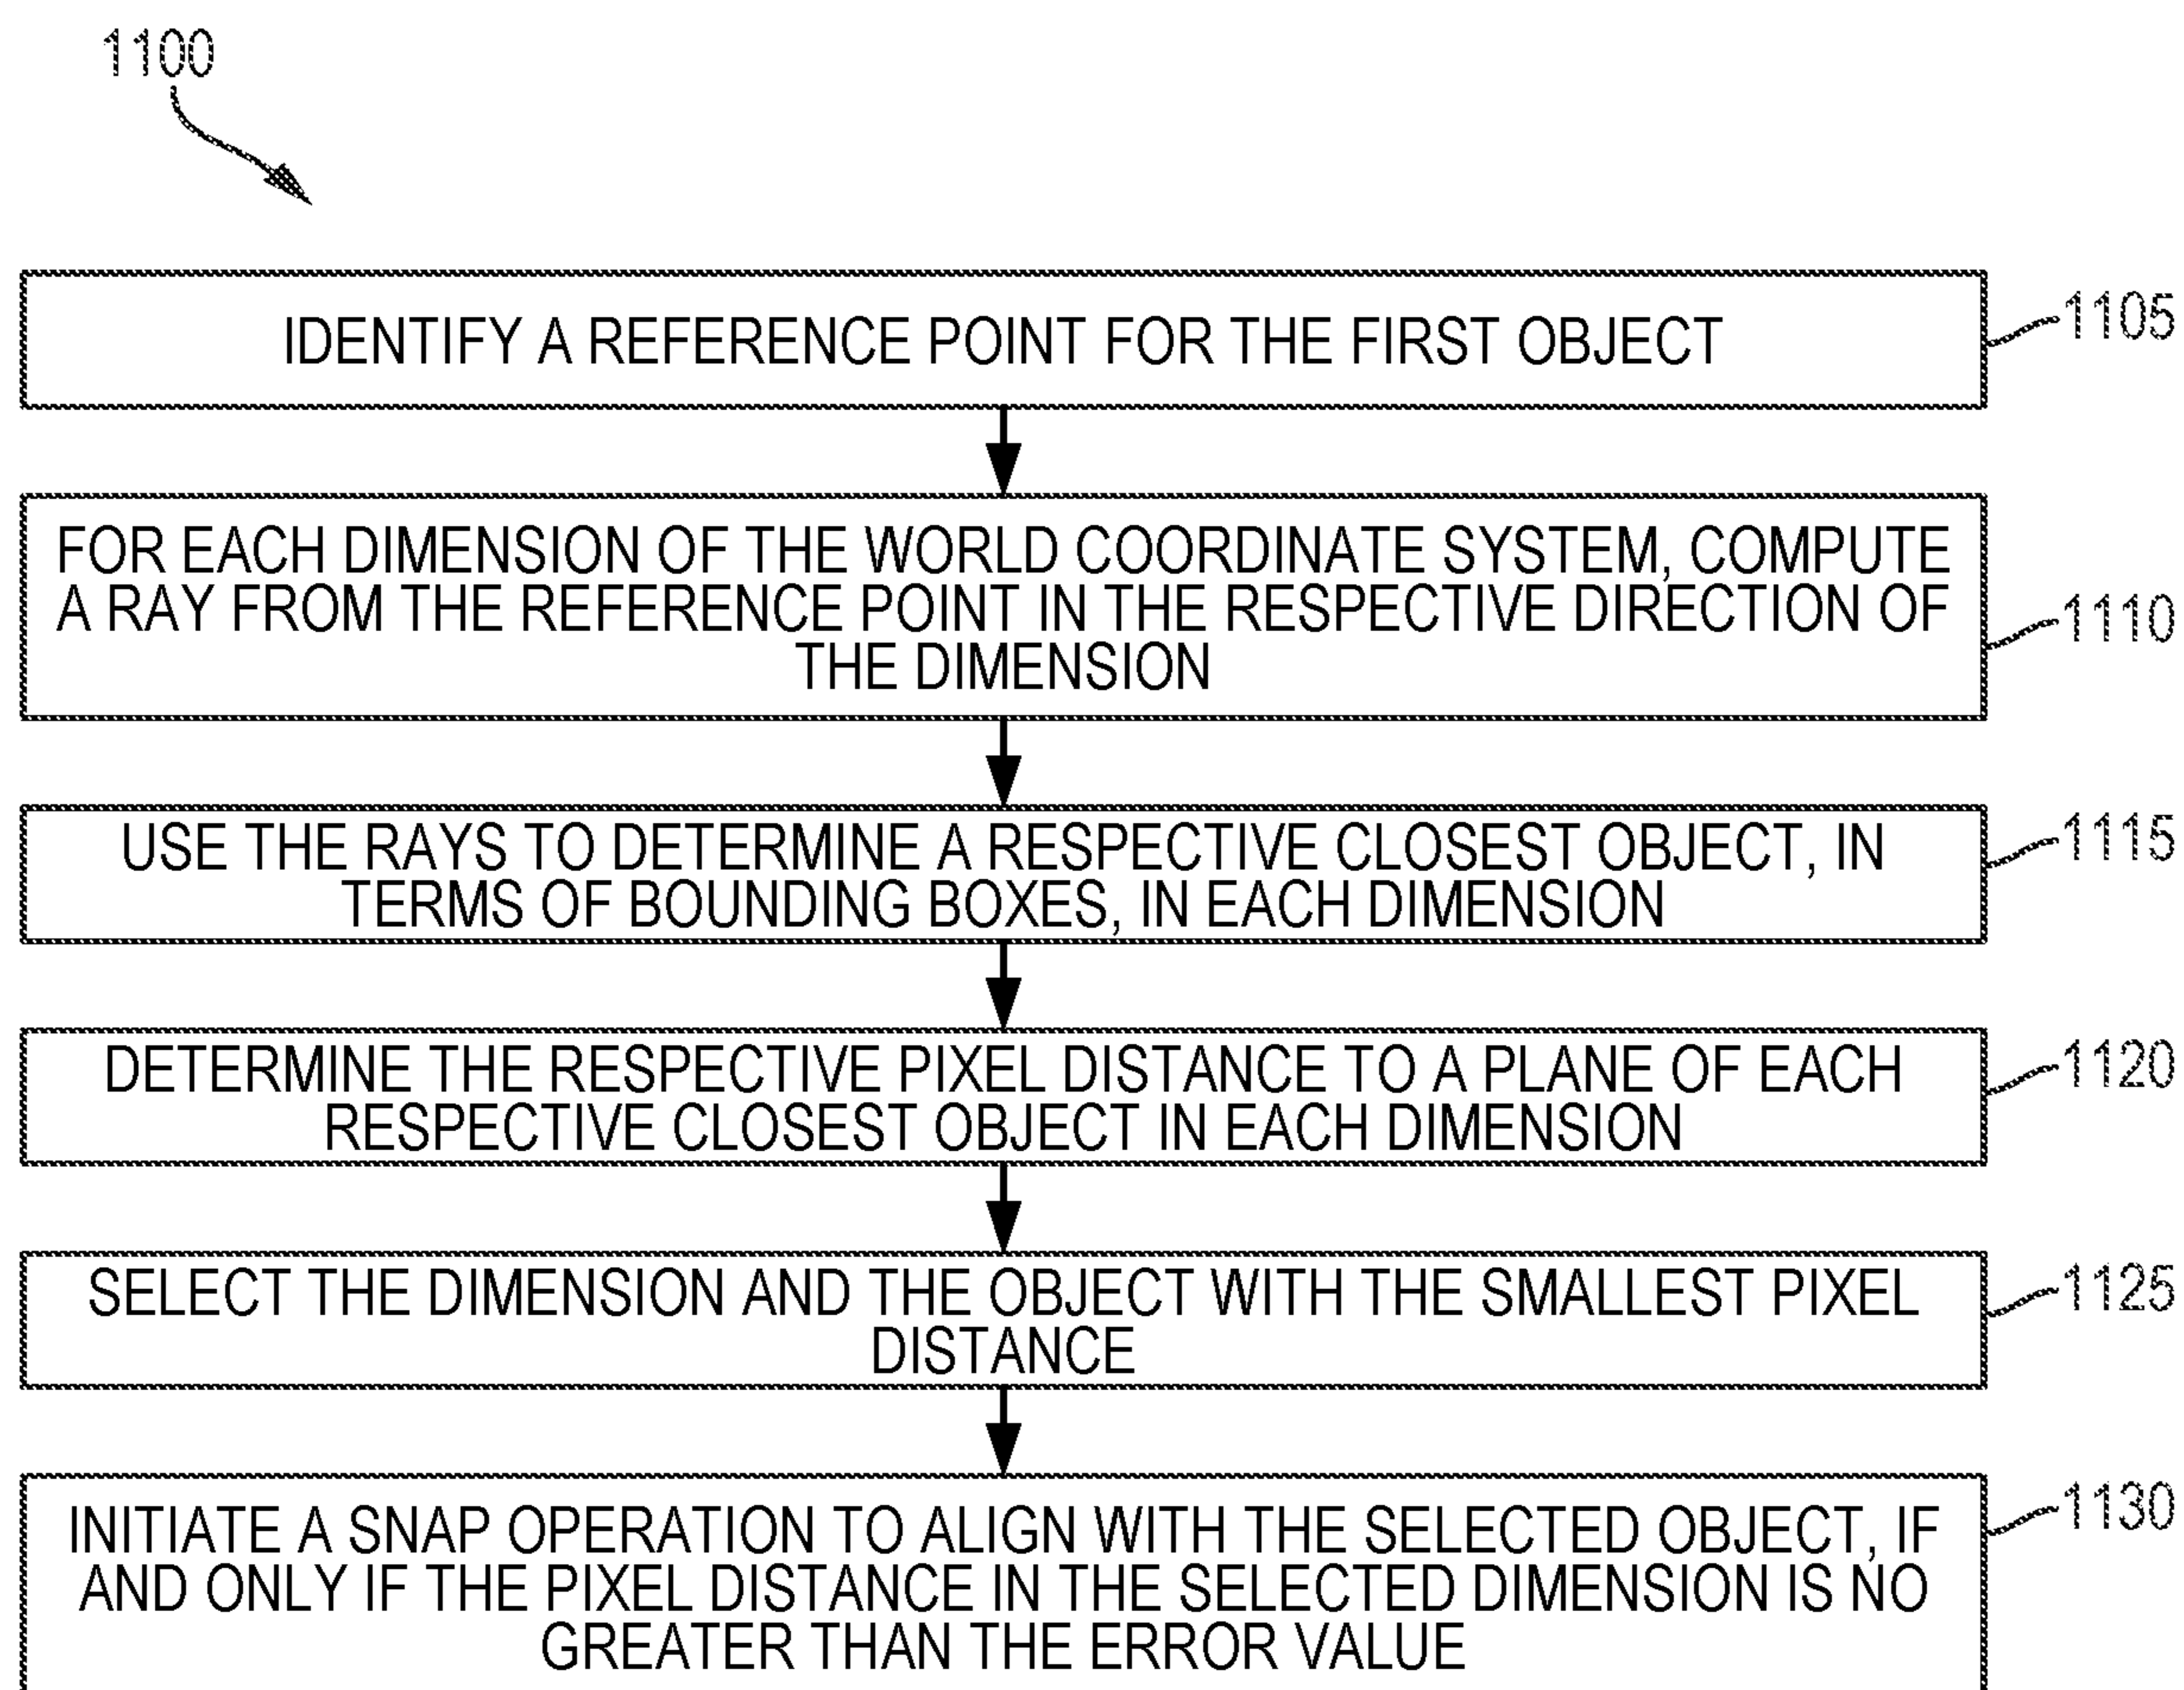 1100
IDENTIFY A REFERENCE POINT FOR THE FIRST OBJECT
1105
FOR EACH DIMENSION OF THE WORLD COORDINATE SYSTEM, COMPUTE
A RAY FROM THE REFERENCE POINT IN THE RESPECTIVE DIRECTION OF
THE DIMENSION
1110
USE THE RAYS TO DETERMINE A RESPECTIVE CLOSEST OBJECT, IN
TERMS OF BOUNDING BOXES, IN EACH DIMENSION
1115
DETERMINE THE RESPECTIVE PIXEL DISTANCE TO A PLANE OF EACH
RESPECTIVE CLOSEST OBJECT IN EACH DIMENSION
1120
SELECT THE DIMENSION AND THE OBJECT WITH THE SMALLEST PIXEL
DISTANCE
1125
INITIATE A SNAP OPERATION TO ALIGN WITH THE SELECTED OBJECT, IF
AND ONLY IF THE PIXEL DISTANCE IN THE SELECTED DIMENSION IS NO
GREATER THAN THE ERROR VALUE
1130